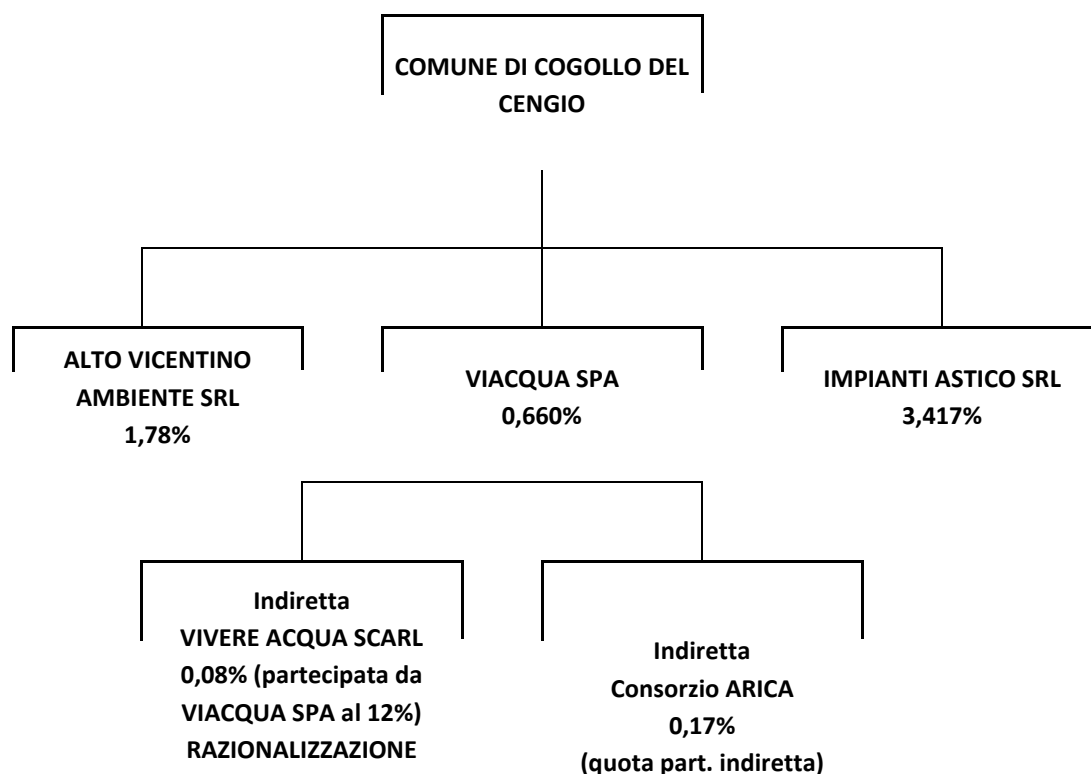 COMUNE DI COGOLLO DEL
CENGIO
ALTO VICENTINO
AMBIENTE SRL
1,78%
VIACQUA SPA
0,660%
IMPIANTI ASTICO SRL
3,417%
Indiretta
VIVERE ACQUA SCARL
0,08% (partecipata da
VIACQUA SPA al 12%)
RAZIONALIZZAZIONE
Indiretta
Consorzio ARICA
0,17%
(quota part. indiretta)